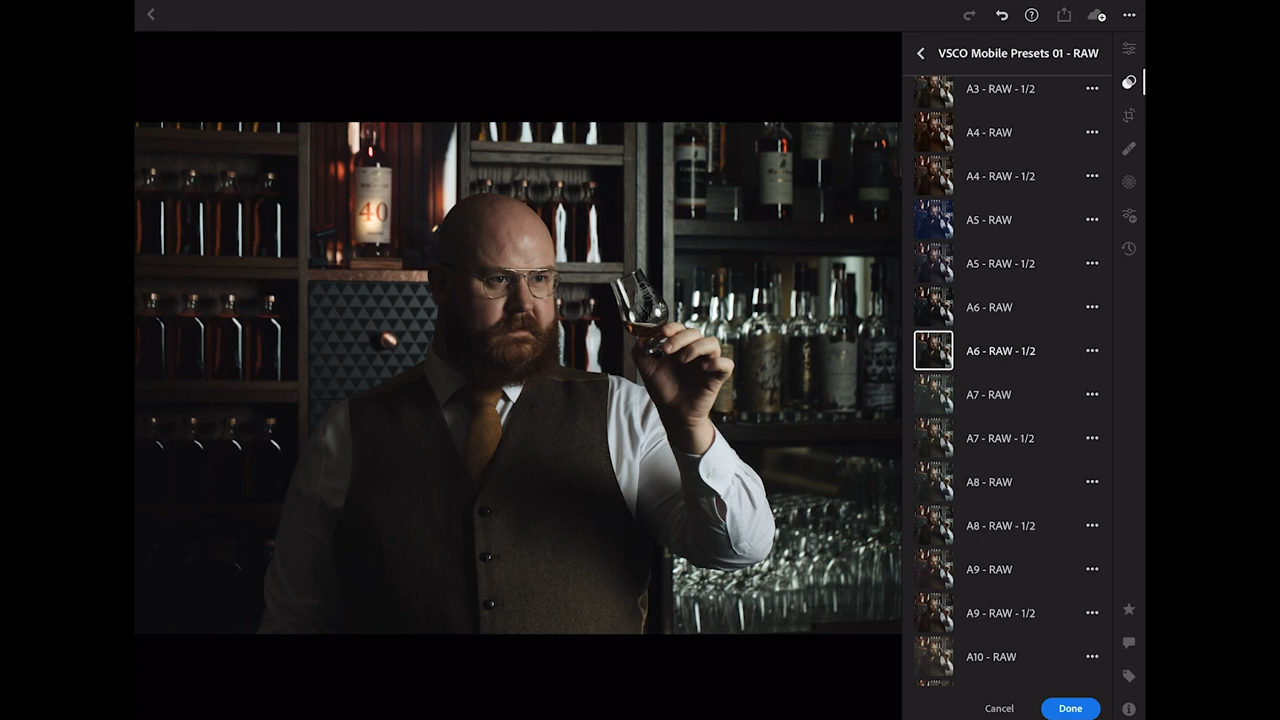 VSCO Mobile Presets 01 - RAW
A3 - RAW - 1/2
A4 - RAW
A4 - RAW - 1/2
A5 - RAW
A5 - RAW - 1/2
A6 - RAW
A6 - RAW - 1/2
A7 - RAW
A7 - RAW - 1/2
A8 - RAW
A8 - RAW - 1/2
A9 - RAW
A9 - RAW - 1/2
A10 - RAW
Cancel
Done
40